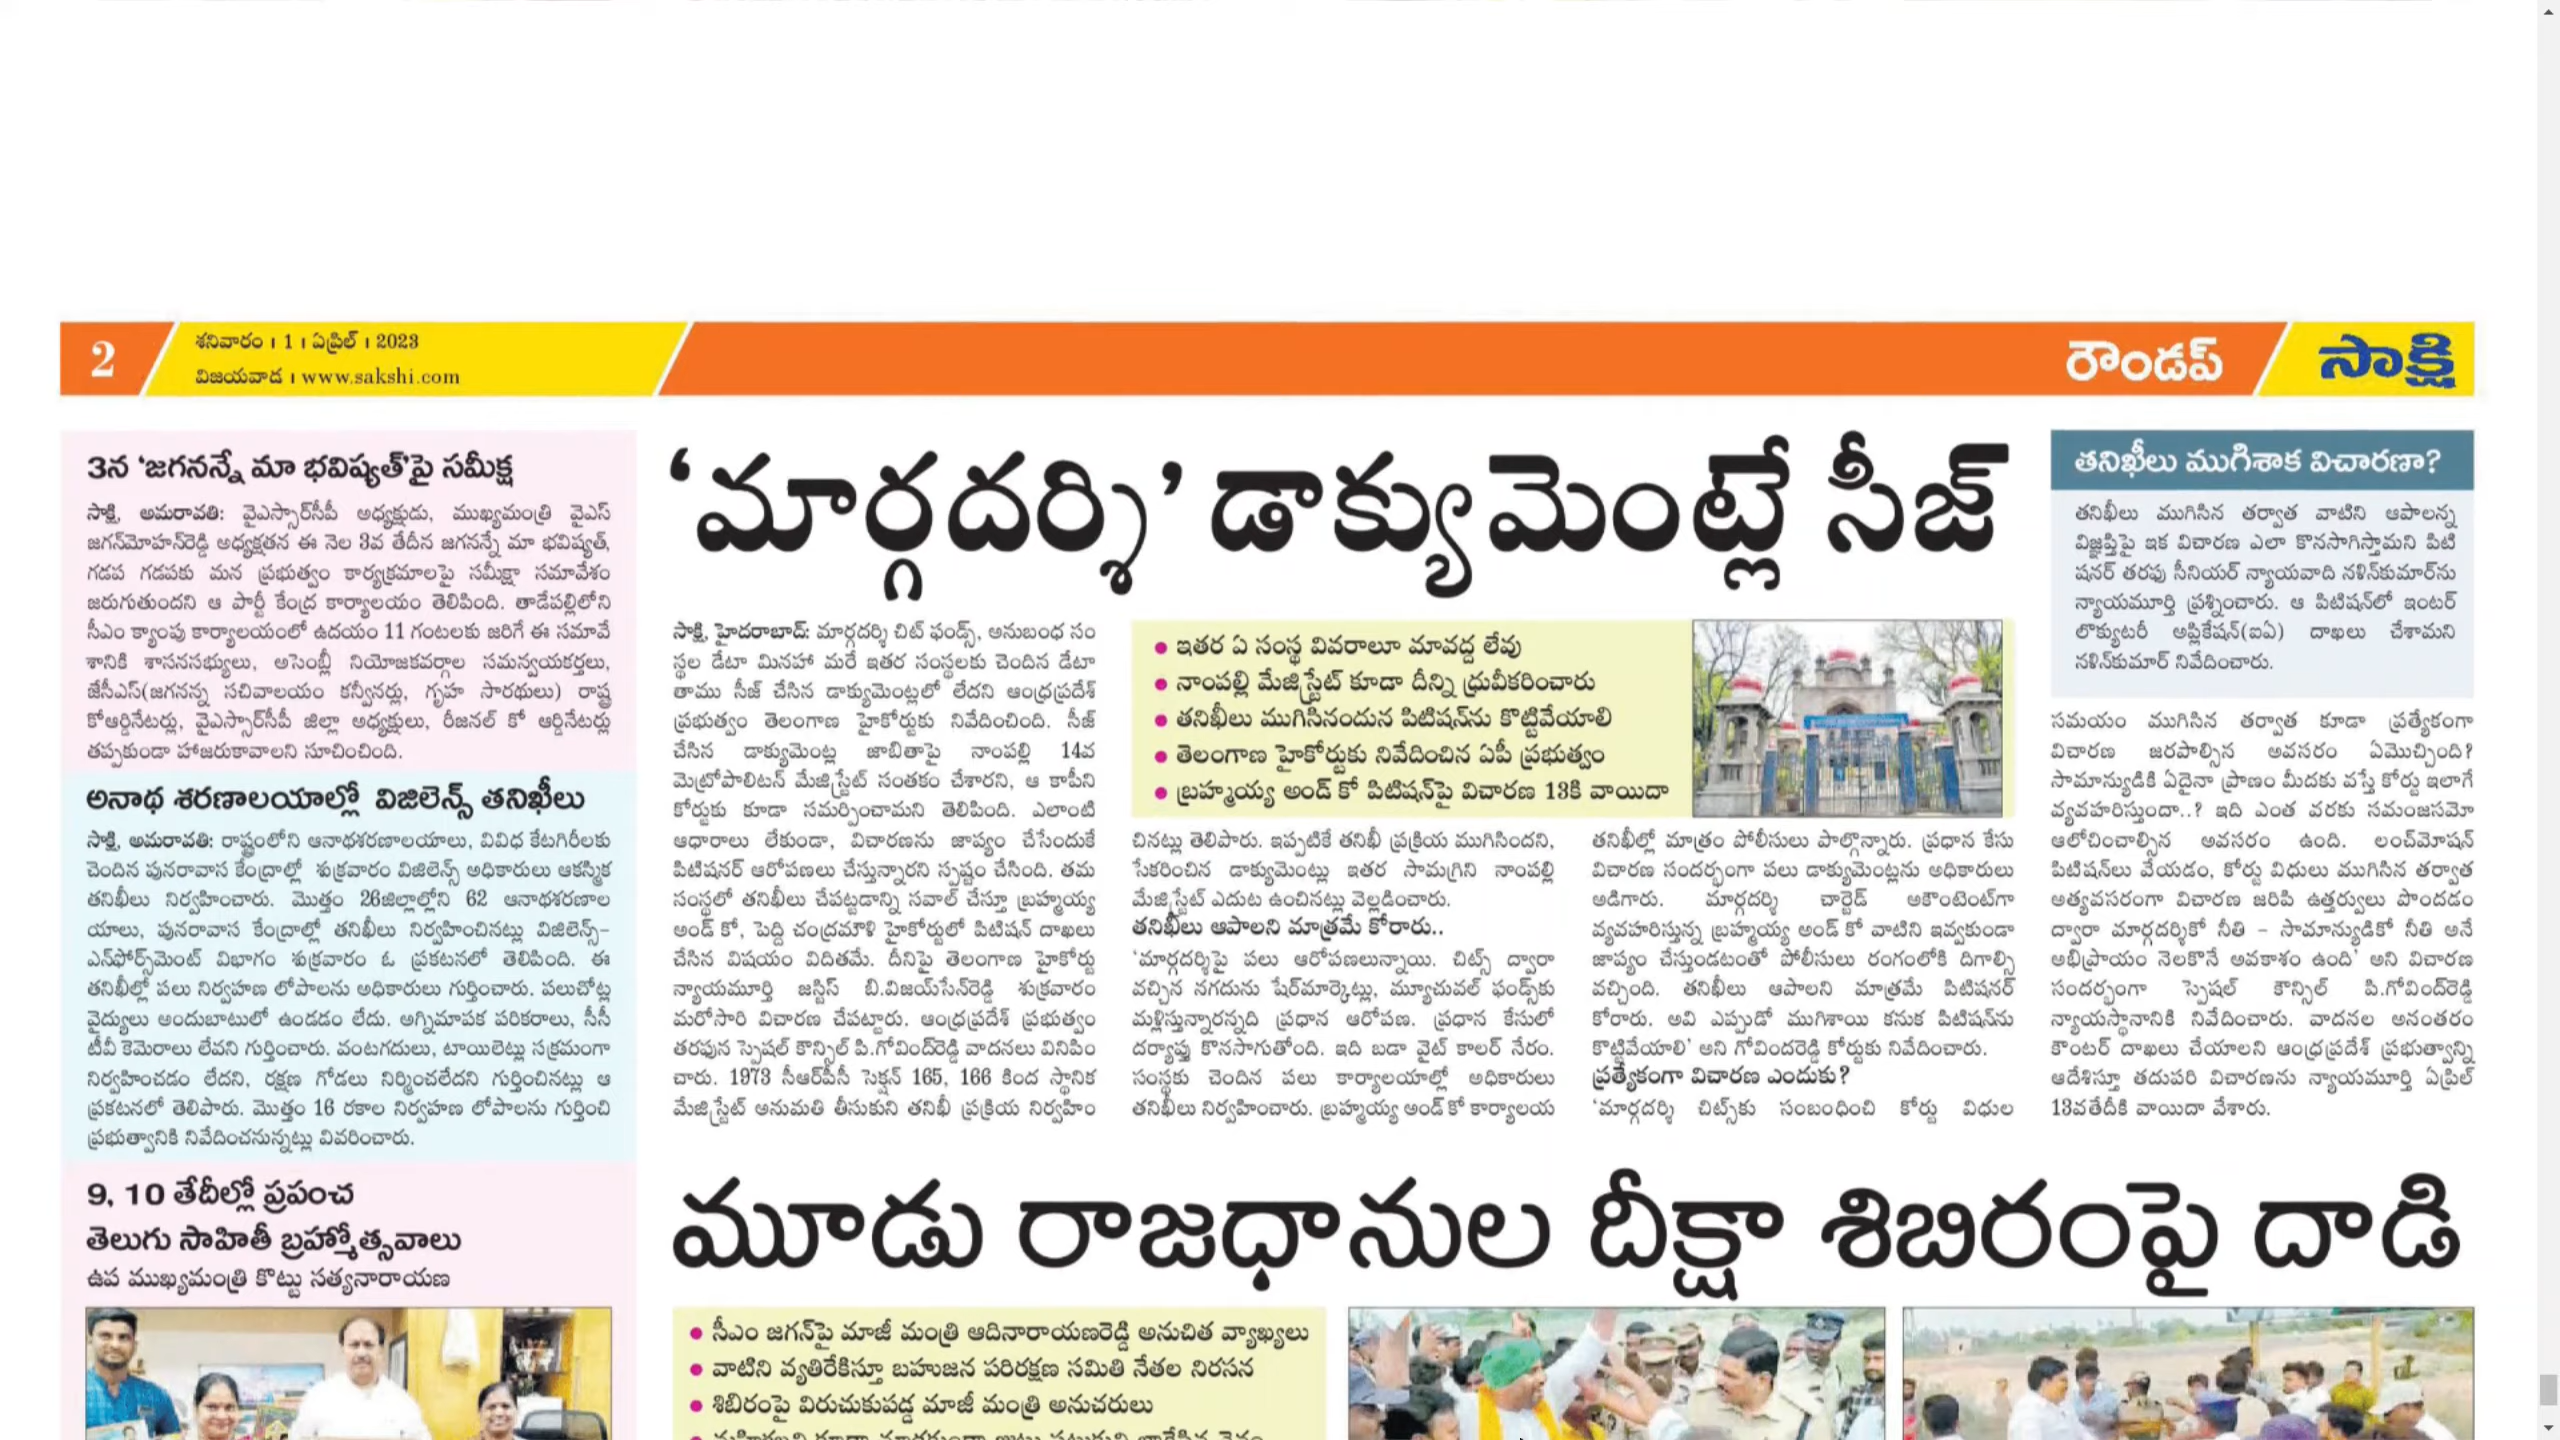 2
శనివారం । 1 । ఏప్రిల్ । 2023
విజయవాడ । www.sakshi.com
రౌండప్
సాక్షి
3న ‘జగనన్నే మా భవిష్యత్’పై సమీక్ష
సాక్షి, అమరావతి: వైఎస్సార్‌సీపీ అధ్యక్షుడు, ముఖ్యమంత్రి వైఎస్
జగన్‌మోహన్‌రెడ్డి అధ్యక్షతన ఈ నెల 3వ తేదీన జగనన్నే మా భవిష్యత్,
గడప గడపకు మన ప్రభుత్వం కార్యక్రమాలపై సమీక్షా సమావేశం
జరుగుతుందని ఆ పార్టీ కేంద్ర కార్యాలయం తెలిపింది. తాడేపల్లిలోని
సీఎం క్యాంపు కార్యాలయంలో ఉదయం 11 గంటలకు జరిగే ఈ సమావే
శానికి శాసనసభ్యులు, అసెంబ్లీ నియోజకవర్గాల సమన్వయకర్తలు,
జేసీఎస్(జగనన్న సచివాలయం కన్వీనర్లు, గృహ సారథులు) రాష్ట్ర
కోఆర్డినేటర్లు, వైఎస్సార్‌సీపీ జిల్లా అధ్యక్షులు, రీజనల్ కో ఆర్డినేటర్లు
తప్పకుండా హాజరుకావాలని సూచించింది.
అనాథ శరణాలయాల్లో విజిలెన్స్ తనిఖీలు
సాక్షి, అమరావతి: రాష్ట్రంలోని ఆనాథశరణాలయాలు, వివిధ కేటగిరీలకు
చెందిన పునరావాస కేంద్రాల్లో శుక్రవారం విజిలెన్స్ అధికారులు ఆకస్మిక
తనిఖీలు నిర్వహించారు. మొత్తం 26జిల్లాల్లోని 62 ఆనాథశరణాల
యాలు, పునరావాస కేంద్రాల్లో తనిఖీలు నిర్వహించినట్లు విజిలెన్స్–
ఎన్‌ఫోర్స్‌మెంట్ విభాగం శుక్రవారం ఓ ప్రకటనలో తెలిపింది. ఈ
తనిఖీల్లో పలు నిర్వహణ లోపాలను అధికారులు గుర్తించారు. పలుచోట్ల
వైద్యులు అందుబాటులో ఉండడం లేదు. అగ్నిమాపక పరికరాలు, సీసీ
టీవీ కెమెరాలు లేవని గుర్తించారు. వంటగదులు, టాయిలెట్లు సక్రమంగా
నిర్వహించడం లేదని, రక్షణ గోడలు నిర్మించలేదని గుర్తించినట్లు ఆ
ప్రకటనలో తెలిపారు. మొత్తం 16 రకాల నిర్వహణ లోపాలను గుర్తించి
ప్రభుత్వానికి నివేదించనున్నట్లు వివరించారు.
9, 10 తేదీల్లో ప్రపంచ
తెలుగు సాహితీ బ్రహ్మోత్సవాలు
ఉప ముఖ్యమంత్రి కొట్టు సత్యనారాయణ
‘మార్గదర్శి’ డాక్యుమెంట్లే సీజ్
సాక్షి, హైదరాబాద్: మార్గదర్శి చిట్ ఫండ్స్, అనుబంధ సం
స్థల డేటా మినహా మరే ఇతర సంస్థలకు చెందిన డేటా
తాము సీజ్ చేసిన డాక్యుమెంట్లలో లేదని ఆంధ్రప్రదేశ్
ప్రభుత్వం తెలంగాణ హైకోర్టుకు నివేదించింది. సీజ్
చేసిన డాక్యుమెంట్ల జాబితాపై నాంపల్లి 14వ
మెట్రోపాలిటన్ మేజిస్ట్రేట్ సంతకం చేశారని, ఆ కాపీని
కోర్టుకు కూడా సమర్పించామని తెలిపింది. ఎలాంటి
ఆధారాలు లేకుండా, విచారణను జాప్యం చేసేందుకే
పిటిషనర్ ఆరోపణలు చేస్తున్నారని స్పష్టం చేసింది. తమ
సంస్థలో తనిఖీలు చేపట్టడాన్ని సవాల్ చేస్తూ బ్రహ్మయ్య
అండ్ కో, పెద్ది చంద్రమౌళి హైకోర్టులో పిటిషన్ దాఖలు
చేసిన విషయం విదితమే. దీనిపై తెలంగాణ హైకోర్టు
న్యాయమూర్తి జస్టిస్ బి.విజయ్‌సేన్‌రెడ్డి శుక్రవారం
మరోసారి విచారణ చేపట్టారు. ఆంధ్రప్రదేశ్ ప్రభుత్వం
తరఫున స్పెషల్ కౌన్సిల్ పి.గోవింద్‌రెడ్డి వాదనలు వినిపిం
చారు. 1973 సీఆర్‌పీసీ సెక్షన్ 165, 166 కింద స్థానిక
మేజిస్ట్రేట్ అనుమతి తీసుకుని తనిఖీ ప్రక్రియ నిర్వహిం
● ఇతర ఏ సంస్థ వివరాలూ మావద్ద లేవు
● నాంపల్లి మేజిస్ట్రేట్ కూడా దీన్ని ధ్రువీకరించారు
● తనిఖీలు ముగిసినందున పిటిషన్‌ను కొట్టివేయాలి
● తెలంగాణ హైకోర్టుకు నివేదించిన ఏపీ ప్రభుత్వం
● బ్రహ్మయ్య అండ్ కో పిటిషన్‌పై విచారణ 13కి వాయిదా
చినట్లు తెలిపారు. ఇప్పటికే తనిఖీ ప్రక్రియ ముగిసిందని,
సేకరించిన డాక్యుమెంట్లు ఇతర సామగ్రిని నాంపల్లి
మేజిస్ట్రేట్ ఎదుట ఉంచినట్లు వెల్లడించారు.
తనిఖీలు ఆపాలని మాత్రమే కోరారు..
‘మార్గదర్శిపై పలు ఆరోపణలున్నాయి. చిట్స్ ద్వారా
వచ్చిన నగదును షేర్‌మార్కెట్లు, మ్యూచువల్ ఫండ్స్‌కు
మళ్లిస్తున్నారన్నది ప్రధాన ఆరోపణ. ప్రధాన కేసులో
దర్యాప్తు కొనసాగుతోంది. ఇది బడా వైట్ కాలర్ నేరం.
సంస్థకు చెందిన పలు కార్యాలయాల్లో అధికారులు
తనిఖీలు నిర్వహించారు. బ్రహ్మయ్య అండ్ కో కార్యాలయ
తనిఖీల్లో మాత్రం పోలీసులు పాల్గొన్నారు. ప్రధాన కేసు
విచారణ సందర్భంగా పలు డాక్యుమెంట్లను అధికారులు
అడిగారు. మార్గదర్శి చార్టెడ్ అకౌంటెంట్‌గా
వ్యవహరిస్తున్న బ్రహ్మయ్య అండ్ కో వాటిని ఇవ్వకుండా
జాప్యం చేస్తుండటంతో పోలీసులు రంగంలోకి దిగాల్సి
వచ్చింది. తనిఖీలు ఆపాలని మాత్రమే పిటిషనర్
కోరారు. అవి ఎప్పుడో ముగిశాయి కనుక పిటిషన్‌ను
కొట్టివేయాలి’ అని గోవిందరెడ్డి కోర్టుకు నివేదించారు.
ప్రత్యేకంగా విచారణ ఎందుకు?
‘మార్గదర్శి చిట్స్‌కు సంబంధించి కోర్టు విధుల
తనిఖీలు ముగిశాక విచారణా?
తనిఖీలు ముగిసిన తర్వాత వాటిని ఆపాలన్న
విజ్ఞప్తిపై ఇక విచారణ ఎలా కొనసాగిస్తామని పిటి
షనర్ తరఫు సీనియర్ న్యాయవాది నళిన్‌కుమార్‌ను
న్యాయమూర్తి ప్రశ్నించారు. ఆ పిటిషన్‌లో ఇంటర్
లొక్యుటరీ అప్లికేషన్(ఐఏ) దాఖలు చేశామని
నళిన్‌కుమార్ నివేదించారు.
సమయం ముగిసిన తర్వాత కూడా ప్రత్యేకంగా
విచారణ జరపాల్సిన అవసరం ఏమొచ్చింది?
సామాన్యుడికి ఏదైనా ప్రాణం మీదకు వస్తే కోర్టు ఇలాగే
వ్యవహరిస్తుందా..? ఇది ఎంత వరకు సమంజసమో
ఆలోచించాల్సిన అవసరం ఉంది. లంచ్‌మోషన్
పిటిషన్‌లు వేయడం, కోర్టు విధులు ముగిసిన తర్వాత
అత్యవసరంగా విచారణ జరిపి ఉత్తర్వులు పొందడం
ద్వారా మార్గదర్శికో నీతి – సామాన్యుడికో నీతి అనే
అభిప్రాయం నెలకొనే అవకాశం ఉంది’ అని విచారణ
సందర్భంగా స్పెషల్ కౌన్సిల్ పి.గోవింద్‌రెడ్డి
న్యాయస్థానానికి నివేదించారు. వాదనల అనంతరం
కౌంటర్ దాఖలు చేయాలని ఆంధ్రప్రదేశ్ ప్రభుత్వాన్ని
ఆదేశిస్తూ తదుపరి విచారణను న్యాయమూర్తి ఏప్రిల్
13వతేదీకి వాయిదా వేశారు.
మూడు రాజధానుల దీక్షా శిబిరంపై దాడి
● సీఎం జగన్‌పై మాజీ మంత్రి ఆదినారాయణరెడ్డి అనుచిత వ్యాఖ్యలు
● వాటిని వ్యతిరేకిస్తూ బహుజన పరిరక్షణ సమితి నేతల నిరసన
● శిబిరంపై విరుచుకుపడ్డ మాజీ మంత్రి అనుచరులు